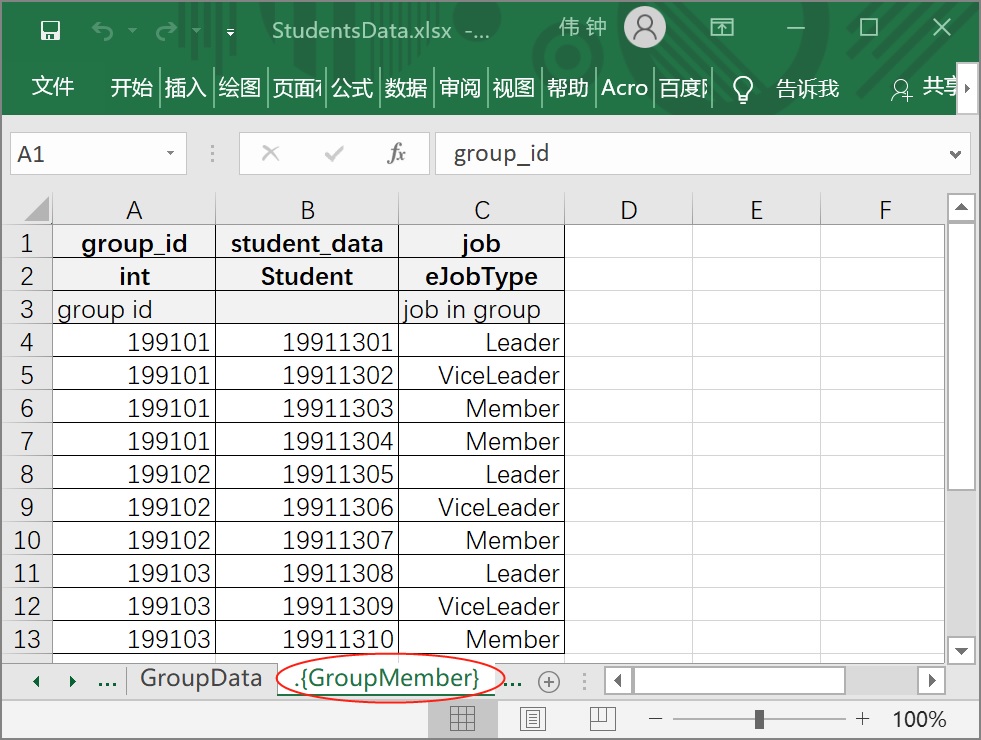 StudentsData.xlsx -... 伟 钟
文件 开始 插入 绘图 页面 公式 数据 审阅 视图 帮助 Acro 百度 告诉我 共享
A1 fx group_id
A B C D E F
1 group_id student_data job
2 int Student eJobType
3 group id job in group
4 199101 19911301 Leader
5 199101 19911302 ViceLeader
6 199101 19911303 Member
7 199101 19911304 Member
8 199102 19911305 Leader
9 199102 19911306 ViceLeader
10 199102 19911307 Member
11 199103 19911308 Leader
12 199103 19911309 ViceLeader
13 199103 19911310 Member
... GroupData .{GroupMember} ...
100%